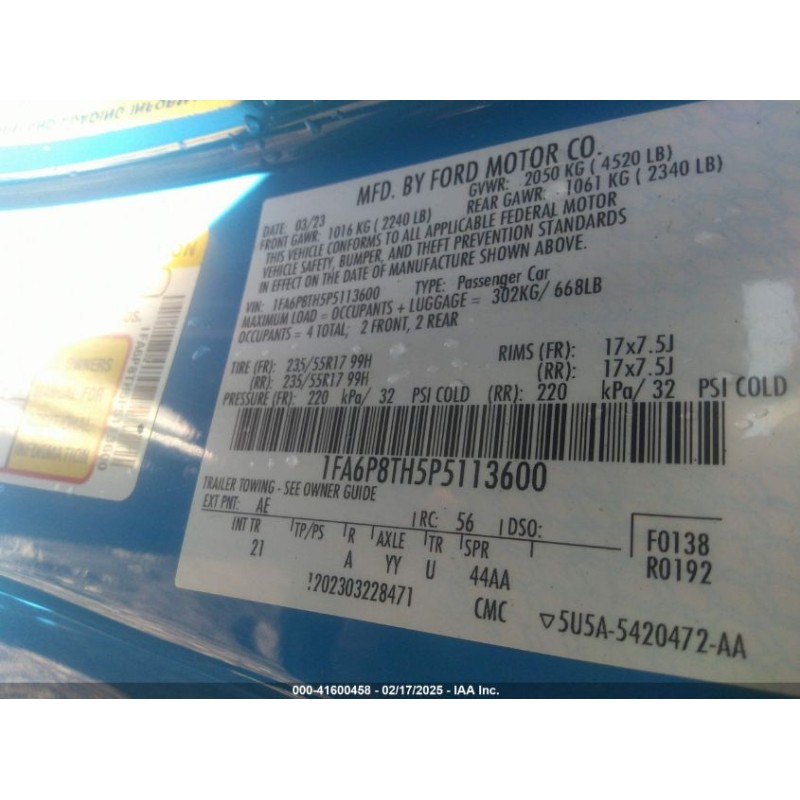 MFD. BY FORD MOTOR CO.
DATE: 03/23 GVWR: 2050 KG ( 4520 LB)
FRONT GAWR: 1016 KG ( 2240 LB) REAR GAWR: 1061 KG ( 2340 LB)
THIS VEHICLE CONFORMS TO ALL APPLICABLE FEDERAL MOTOR
VEHICLE SAFETY, BUMPER, AND THEFT PREVENTION STANDARDS
IN EFFECT ON THE DATE OF MANUFACTURE SHOWN ABOVE.
VIN: 1FA6P8TH5P5113600 TYPE: Passenger Car
MAXIMUM LOAD = OCCUPANTS + LUGGAGE = 302KG/ 668LB
OCCUPANTS = 4 TOTAL; 2 FRONT, 2 REAR
TIRE (FR): 235/55R17 99H RIMS (FR): 17x7.5J
(RR): 235/55R17 99H (RR): 17x7.5J
PRESSURE (FR): 220 kPa/ 32 PSI COLD (RR): 220 kPa/ 32 PSI COLD
1FA6P8TH5P5113600
TRAILER TOWING - SEE OWNER GUIDE
EXT PNT: AE RC: 56 DSO:
INT TR TP/PS R AXLE TR SPR F0138
21 A YY U 44AA R0192
!202303228471 CMC ▽5U5A-5420472-AA
OWNERS
MANUAL FOR
INFORMATION
000-41600458 - 02/17/2025 - IAA Inc.